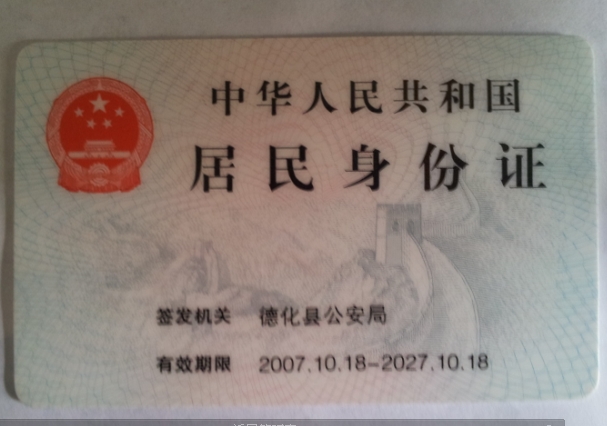 中华人民共和国
居民身份证
签发机关 德化县公安局
有效期限 2007.10.18-2027.10.18